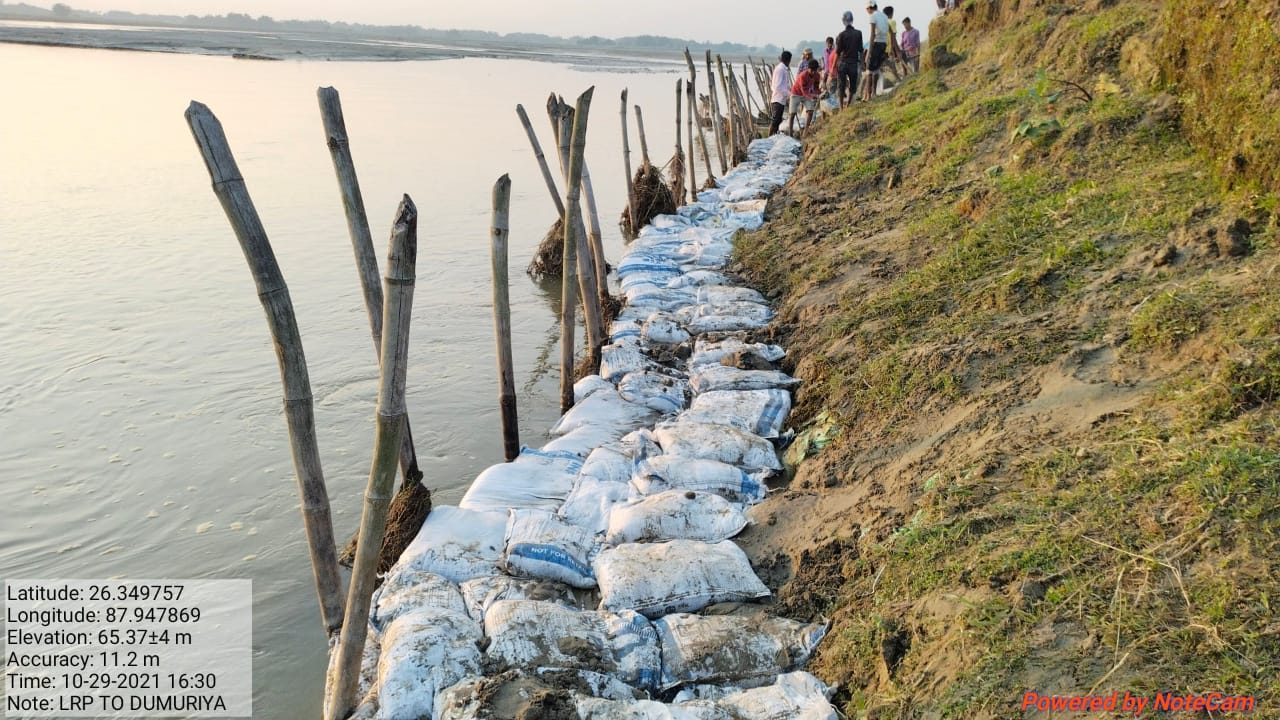 NOT FOR
Latitude: 26.349757
Longitude: 87.947869
Elevation: 65.37±4 m
Accuracy: 11.2 m
Time: 10-29-2021 16:30
Note: LRP TO DUMURIYA
Powered by NoteCam